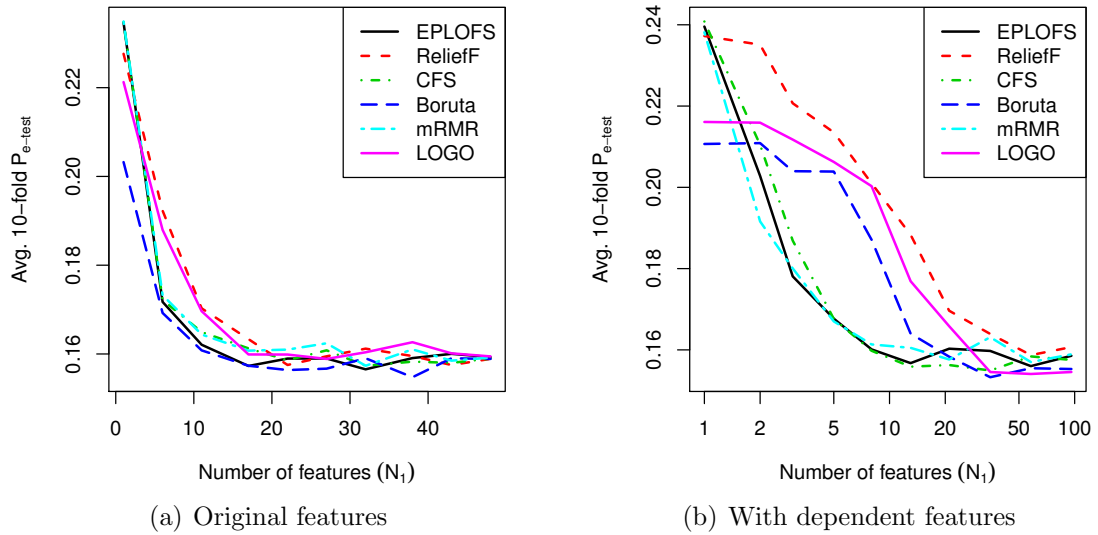 EPLOFS
ReliefF
CFS
Boruta
mRMR
LOGO
0.22
0.20
0.18
0.16
Avg. 10−fold Pe−test
0 10 20 30 40
Number of features (N1)
(a) Original features
EPLOFS
ReliefF
CFS
Boruta
mRMR
LOGO
0.24
0.22
0.20
0.18
0.16
Avg. 10−fold Pe−test
1 2 5 10 20 50 100
Number of features (N1)
(b) With dependent features